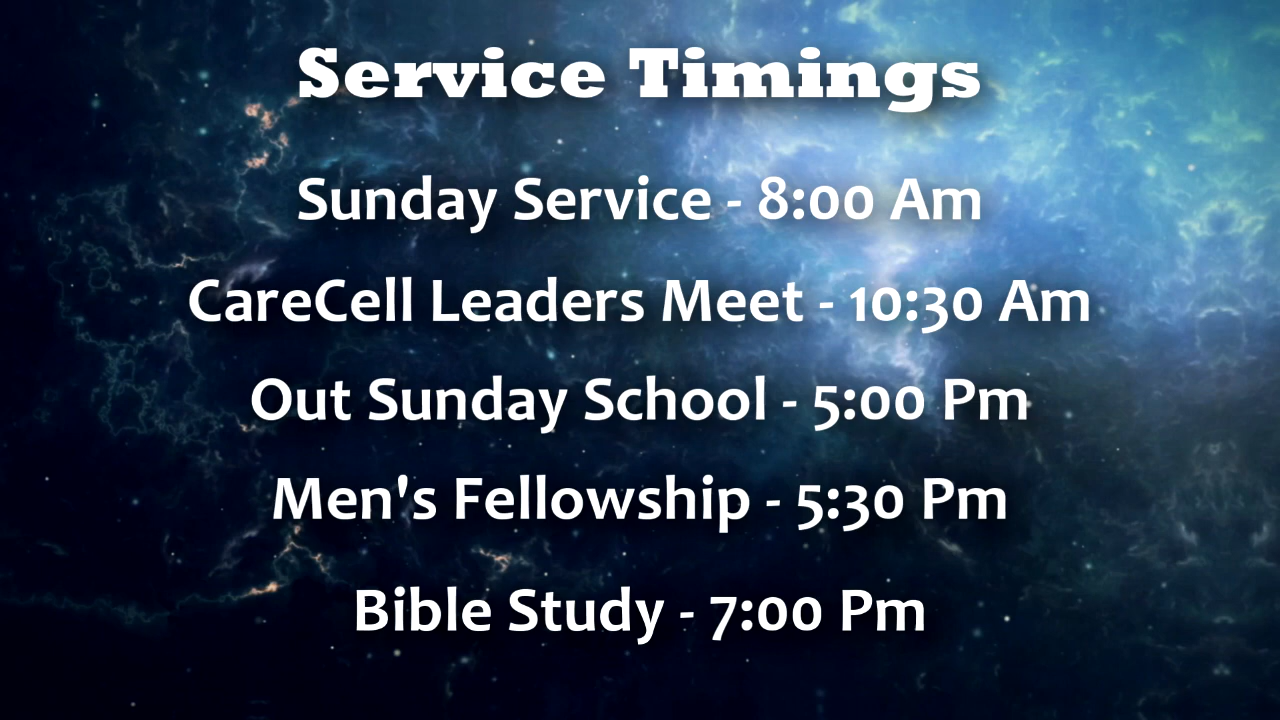 Service Timings
Sunday Service - 8:00 Am
CareCell Leaders Meet - 10:30 Am
Out Sunday School - 5:00 Pm
Men's Fellowship - 5:30 Pm
Bible Study - 7:00 Pm